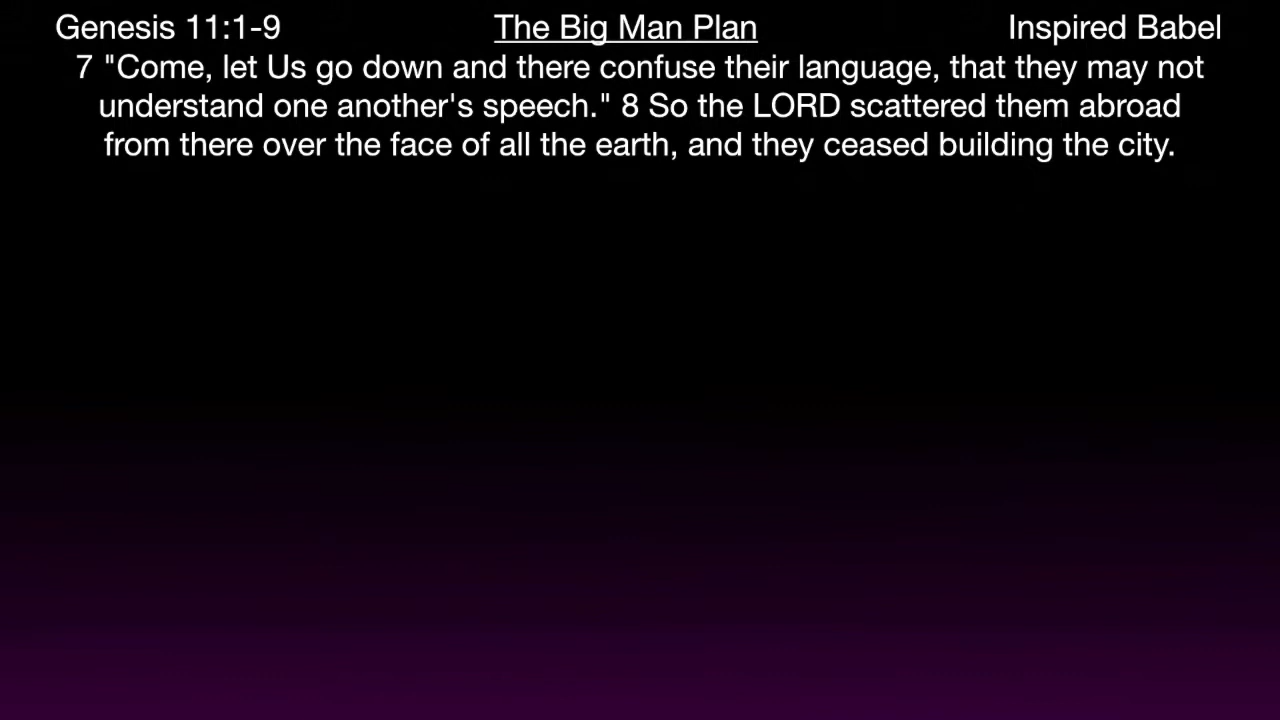 Genesis 11:1-9 The Big Man Plan Inspired Babel
7 "Come, let Us go down and there confuse their language, that they may not
understand one another's speech." 8 So the LORD scattered them abroad
from there over the face of all the earth, and they ceased building the city.